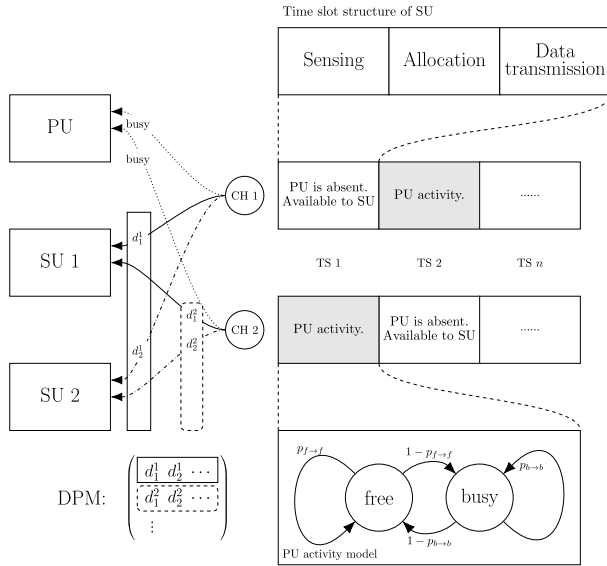 Time slot structure of SU
Sensing
Allocation
Data
transmission
PU
busy
busy
CH 1
PU is absent.
Available to SU
PU activity.
......
d_1^1
SU 1
TS 1
TS 2
TS n
d_1^2
CH 2
d_2^2
d_2^1
PU activity.
PU is absent.
Available to SU
......
SU 2
DPM:
d_1^1 d_2^1 ⋯
d_1^2 d_2^2 ⋯
⋮
p_{f→f}
1 − p_{f→f}
p_{b→b}
free
busy
1 − p_{b→b}
PU activity model